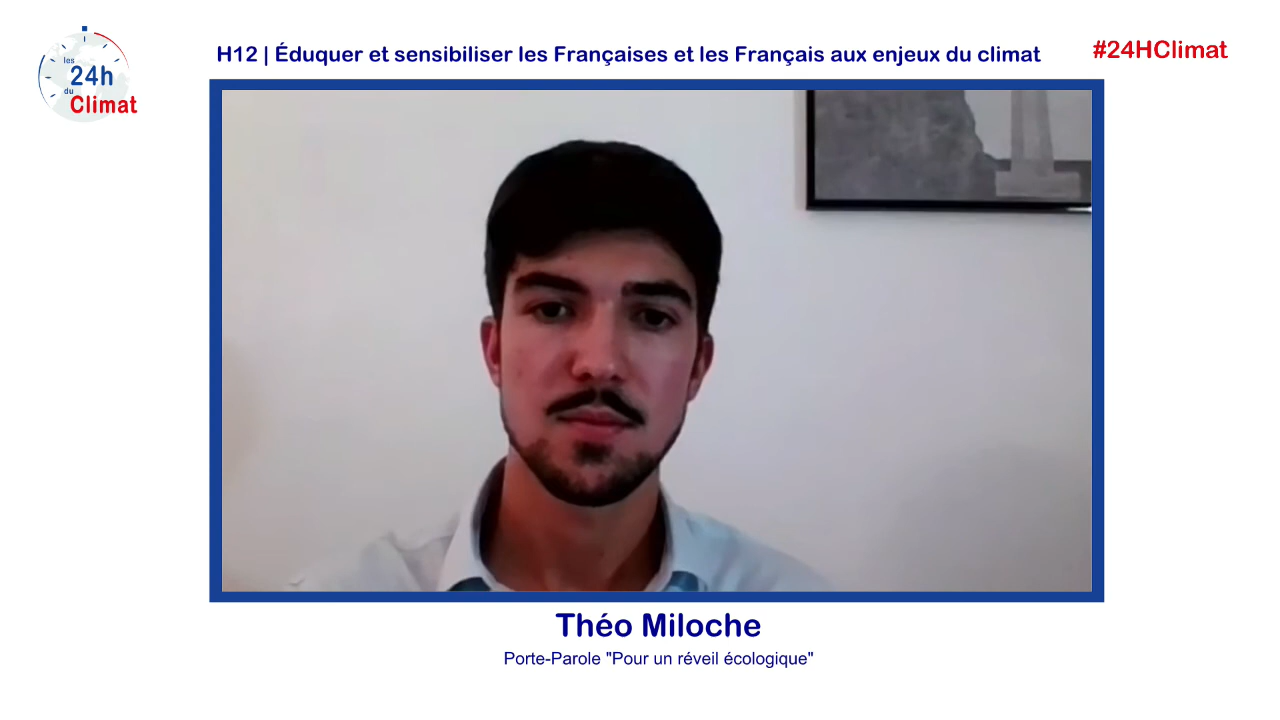 les
24h
du
Climat
H12 | Éduquer et sensibiliser les Françaises et les Français aux enjeux du climat
#24HClimat
Théo Miloche
Porte-Parole "Pour un réveil écologique"